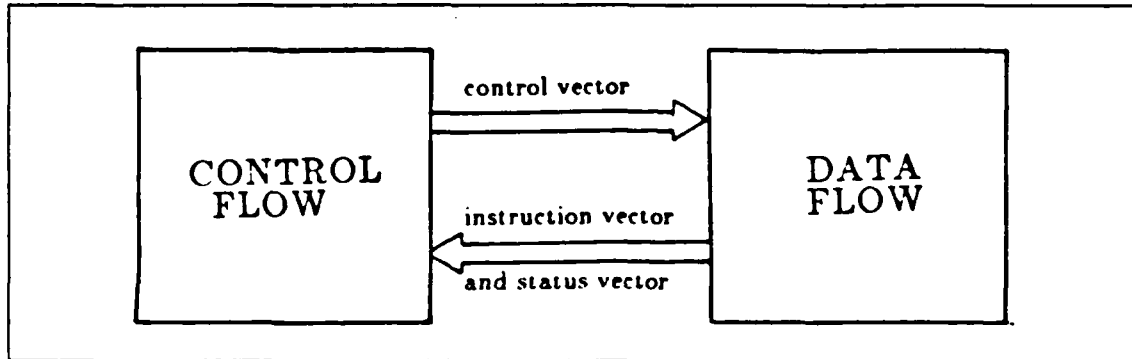 CONTROL
FLOW
control vector
instruction vector
and status vector
DATA
FLOW